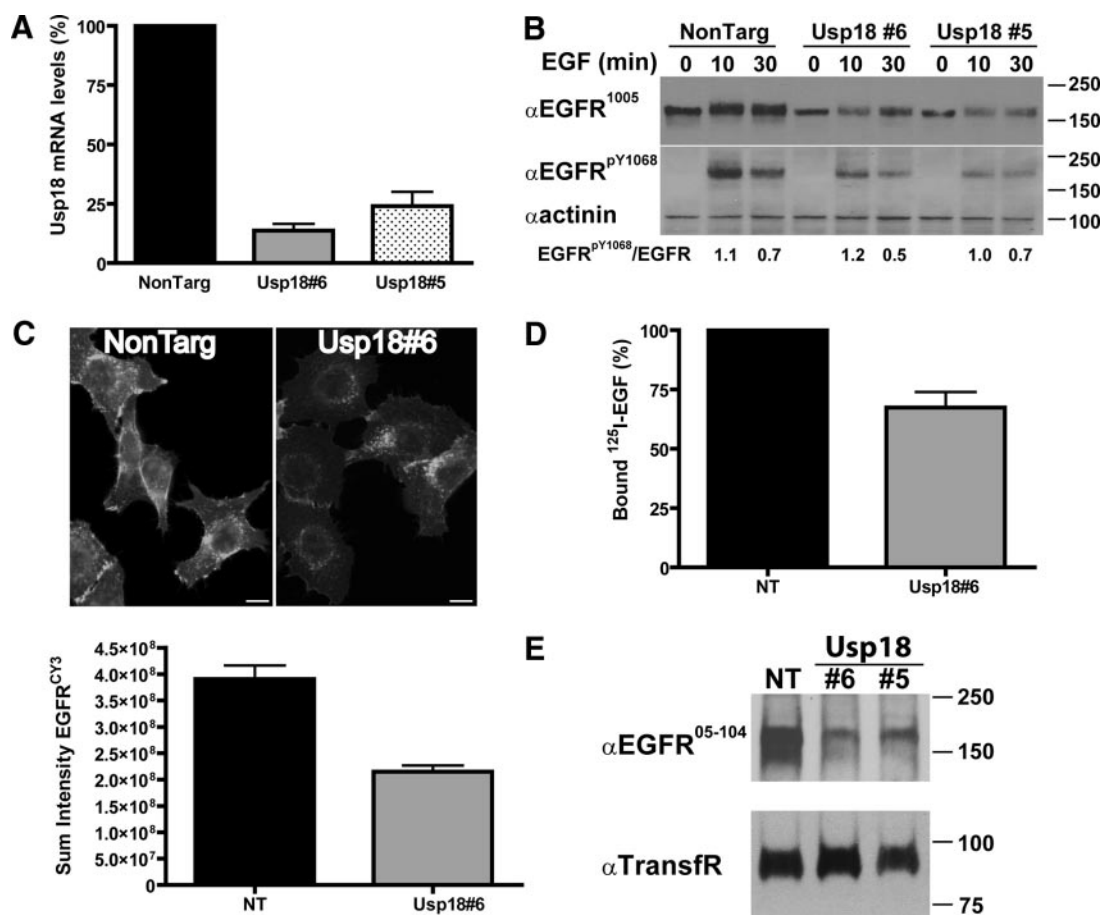 A
Usp18 mRNA levels (%)
100
75
50
25
0
NonTarg Usp18#6 Usp18#5
B
NonTarg Usp18 #6 Usp18 #5
EGF (min) 0 10 30 0 10 30 0 10 30
αEGFR¹⁰⁰⁵
250
150
αEGFRᵖʸ¹⁰⁶⁸
250
150
αactinin
100
EGFRᵖʸ¹⁰⁶⁸/EGFR 1.1 0.7 1.2 0.5 1.0 0.7
C
NonTarg Usp18#6
Sum Intensity EGFRᶜʸ³
4.5×10⁸
4.0×10⁸
3.5×10⁸
3.0×10⁸
2.5×10⁸
2.0×10⁸
1.5×10⁸
1.0×10⁸
5.0×10⁷
0
NT Usp18#6
D
Bound ¹²⁵I-EGF (%)
100
75
50
25
0
NT Usp18#6
E
Usp18
NT #6 #5
αEGFR⁰⁵⁻¹⁰⁴
250
150
αTransfR
100
75